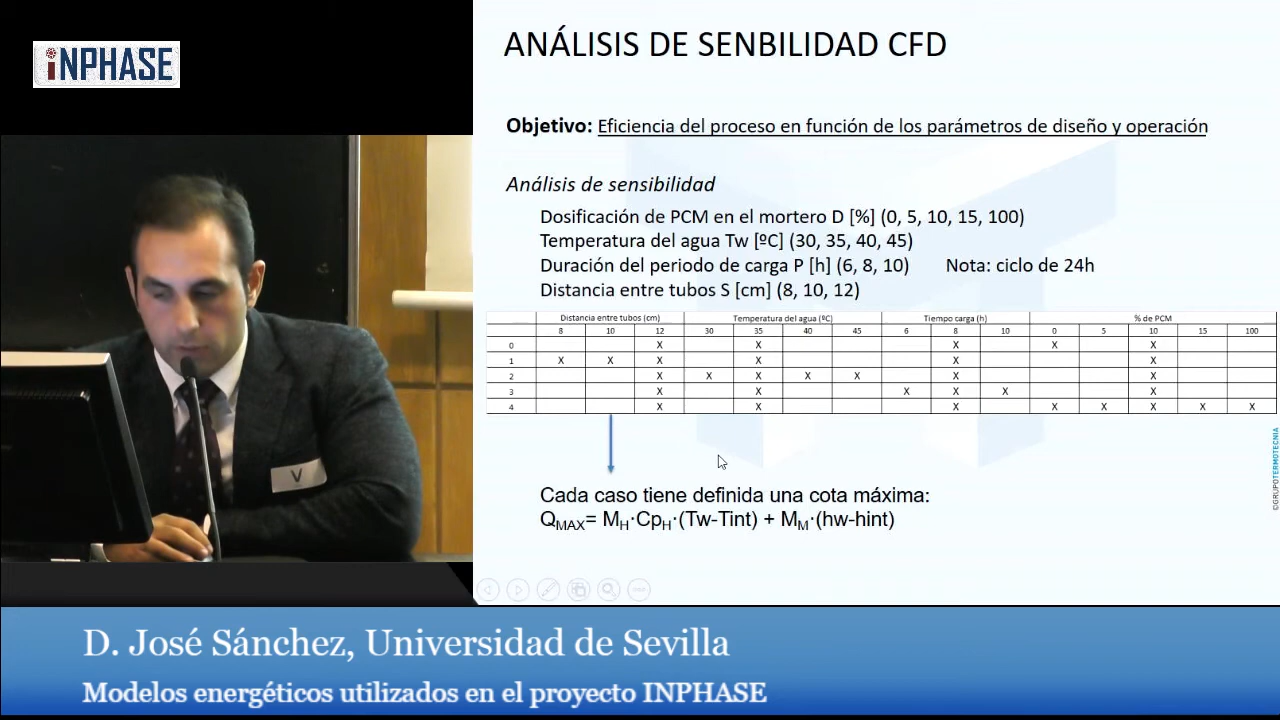 iNPHASE
ANÁLISIS DE SENBILIDAD CFD
Objetivo: Eficiencia del proceso en función de los parámetros de diseño y operación
Análisis de sensibilidad
Dosificación de PCM en el mortero D [%] (0, 5, 10, 15, 100)
Temperatura del agua Tw [ºC] (30, 35, 40, 45)
Duración del periodo de carga P [h] (6, 8, 10) Nota: ciclo de 24h
Distancia entre tubos S [cm] (8, 10, 12)
Distancia entre tubos (cm) Temperatura del agua (ºC) Tiempo carga (h) % de PCM
8 10 12 30 35 40 45 6 8 10 0 5 10 15 100
0 X X X X X
1 X X X X X X
2 X X X X X X X
3 X X X X X X
4 X X X X X X X X
Cada caso tiene definida una cota máxima:
QMAX= MH·CpH·(Tw-Tint) + MM·(hw-hint)
©GRUPOTERMOTECNIA
V
D. José Sánchez, Universidad de Sevilla
Modelos energéticos utilizados en el proyecto INPHASE